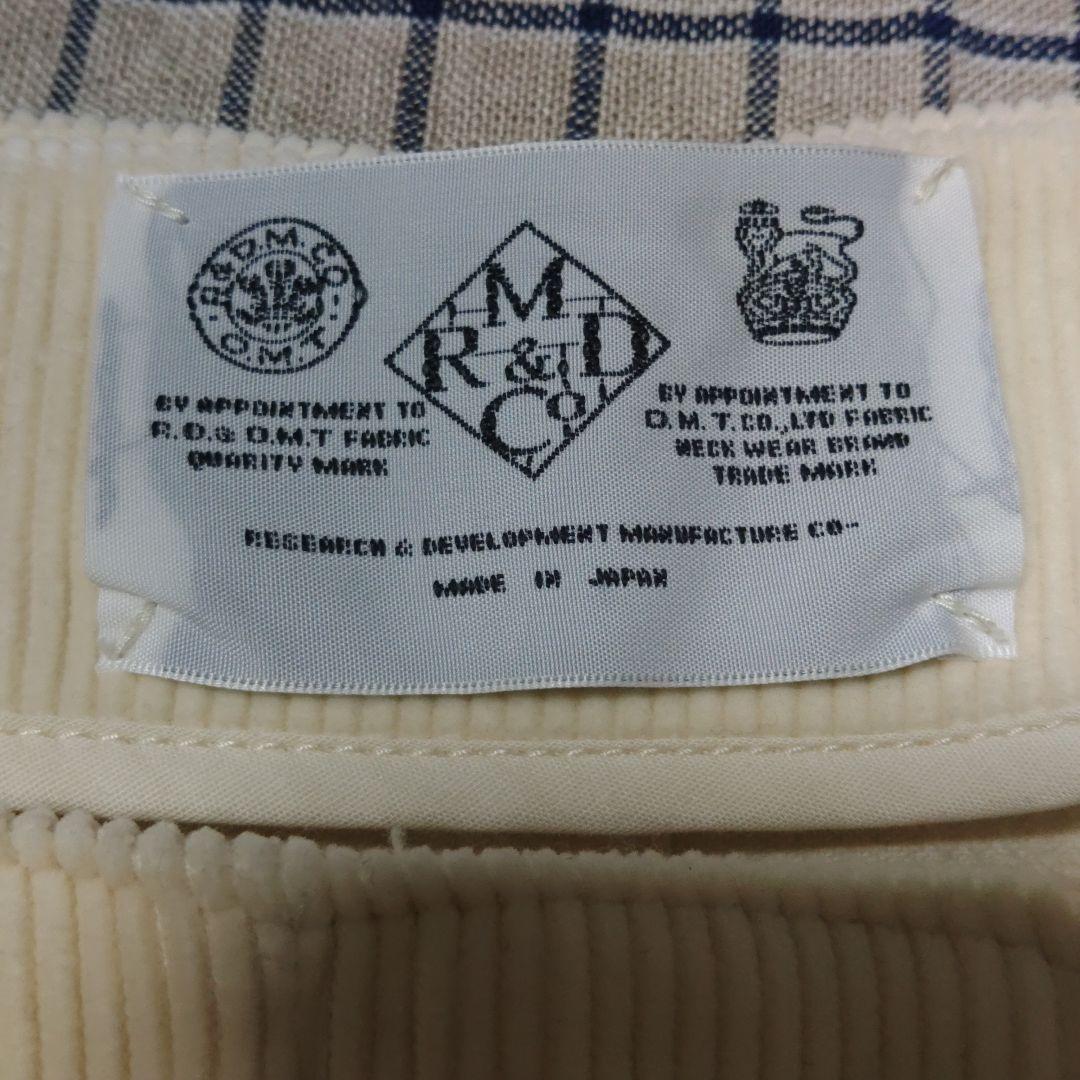 R.&D.M.CO.
O.M.T.
BY APPOINTMENT TO
R.D.& O.M.T FABRIC
QUARITY MARK
M
R & D
Co
BY APPOINTMENT TO
O.M.T.CO.,LTD FABRIC
NECK WEAR BRAND
TRADE MARK
RESEARCH & DEVELOPMENT MANUFACTURE CO--
MADE IN JAPAN